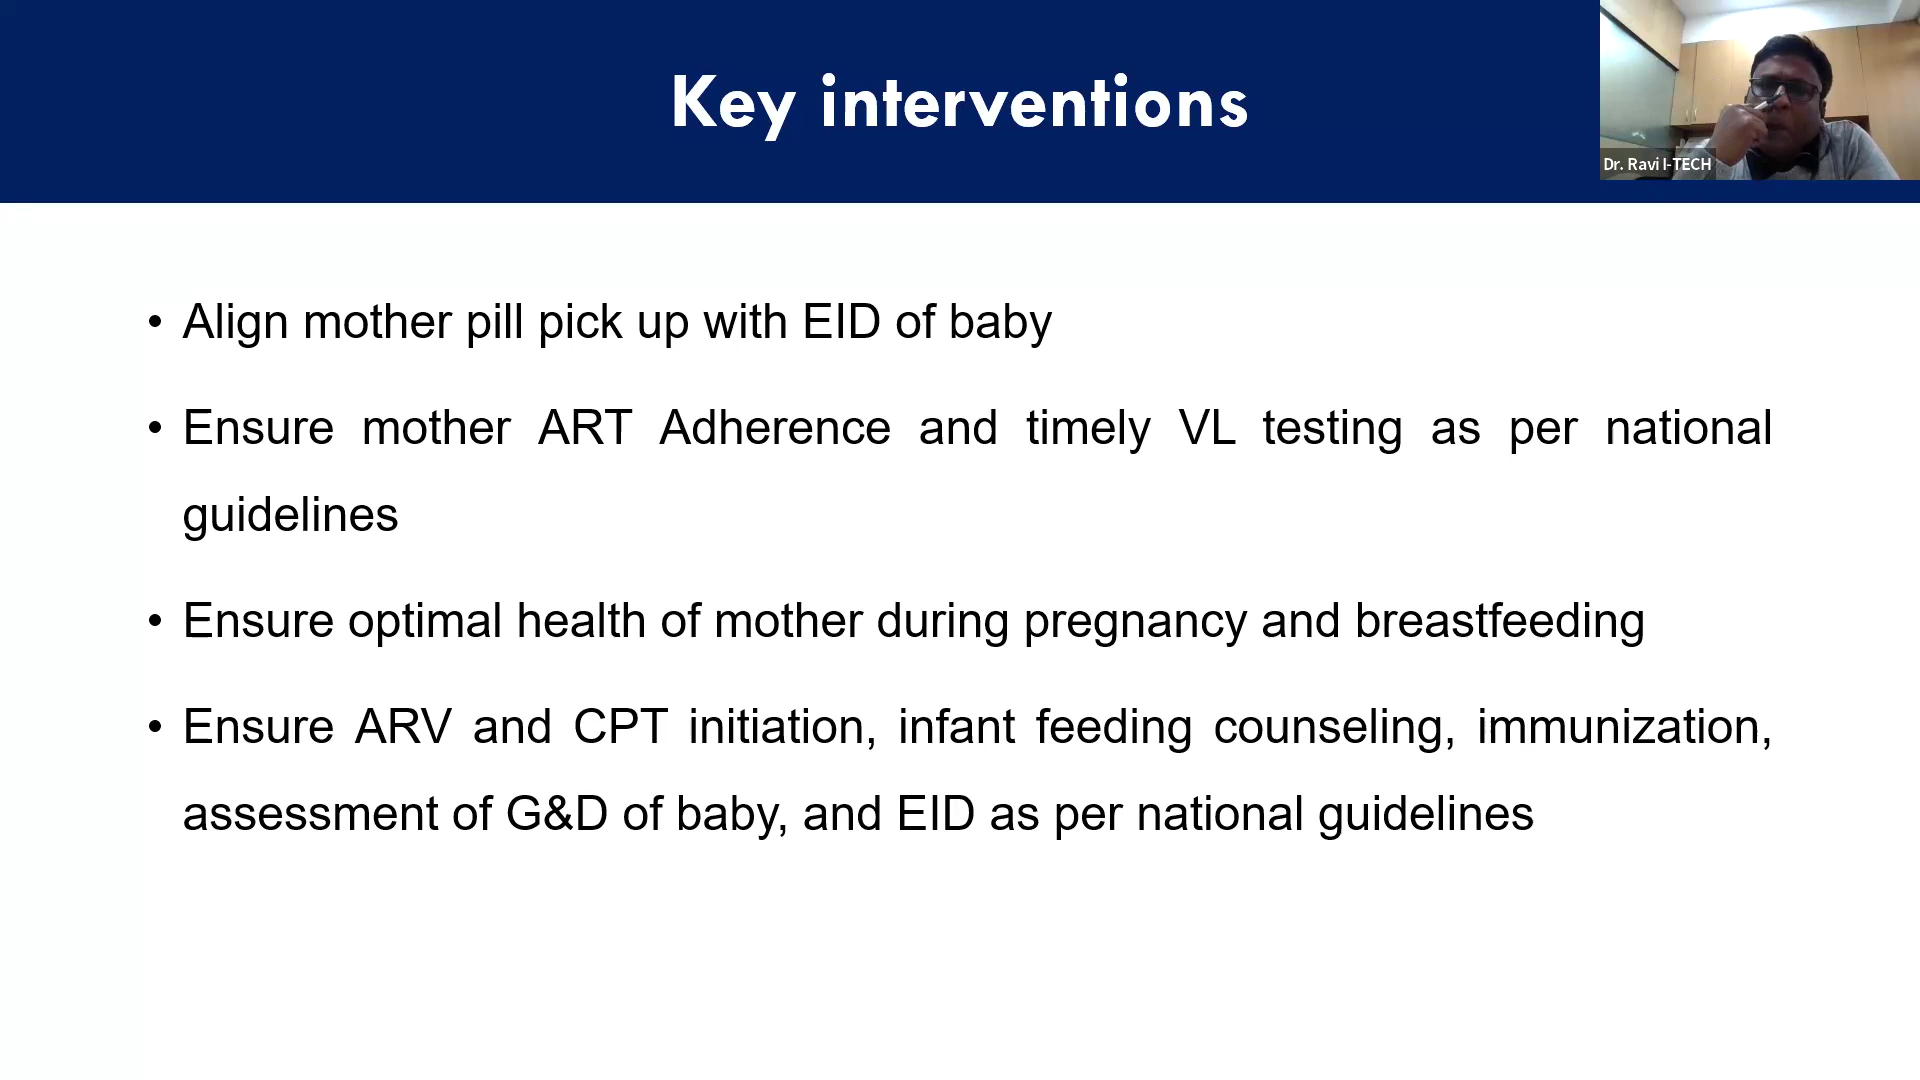 Key interventions
Dr. Ravi I-TECH
• Align mother pill pick up with EID of baby
• Ensure mother ART Adherence and timely VL testing as per national
guidelines
• Ensure optimal health of mother during pregnancy and breastfeeding
• Ensure ARV and CPT initiation, infant feeding counseling, immunization,
assessment of G&D of baby, and EID as per national guidelines